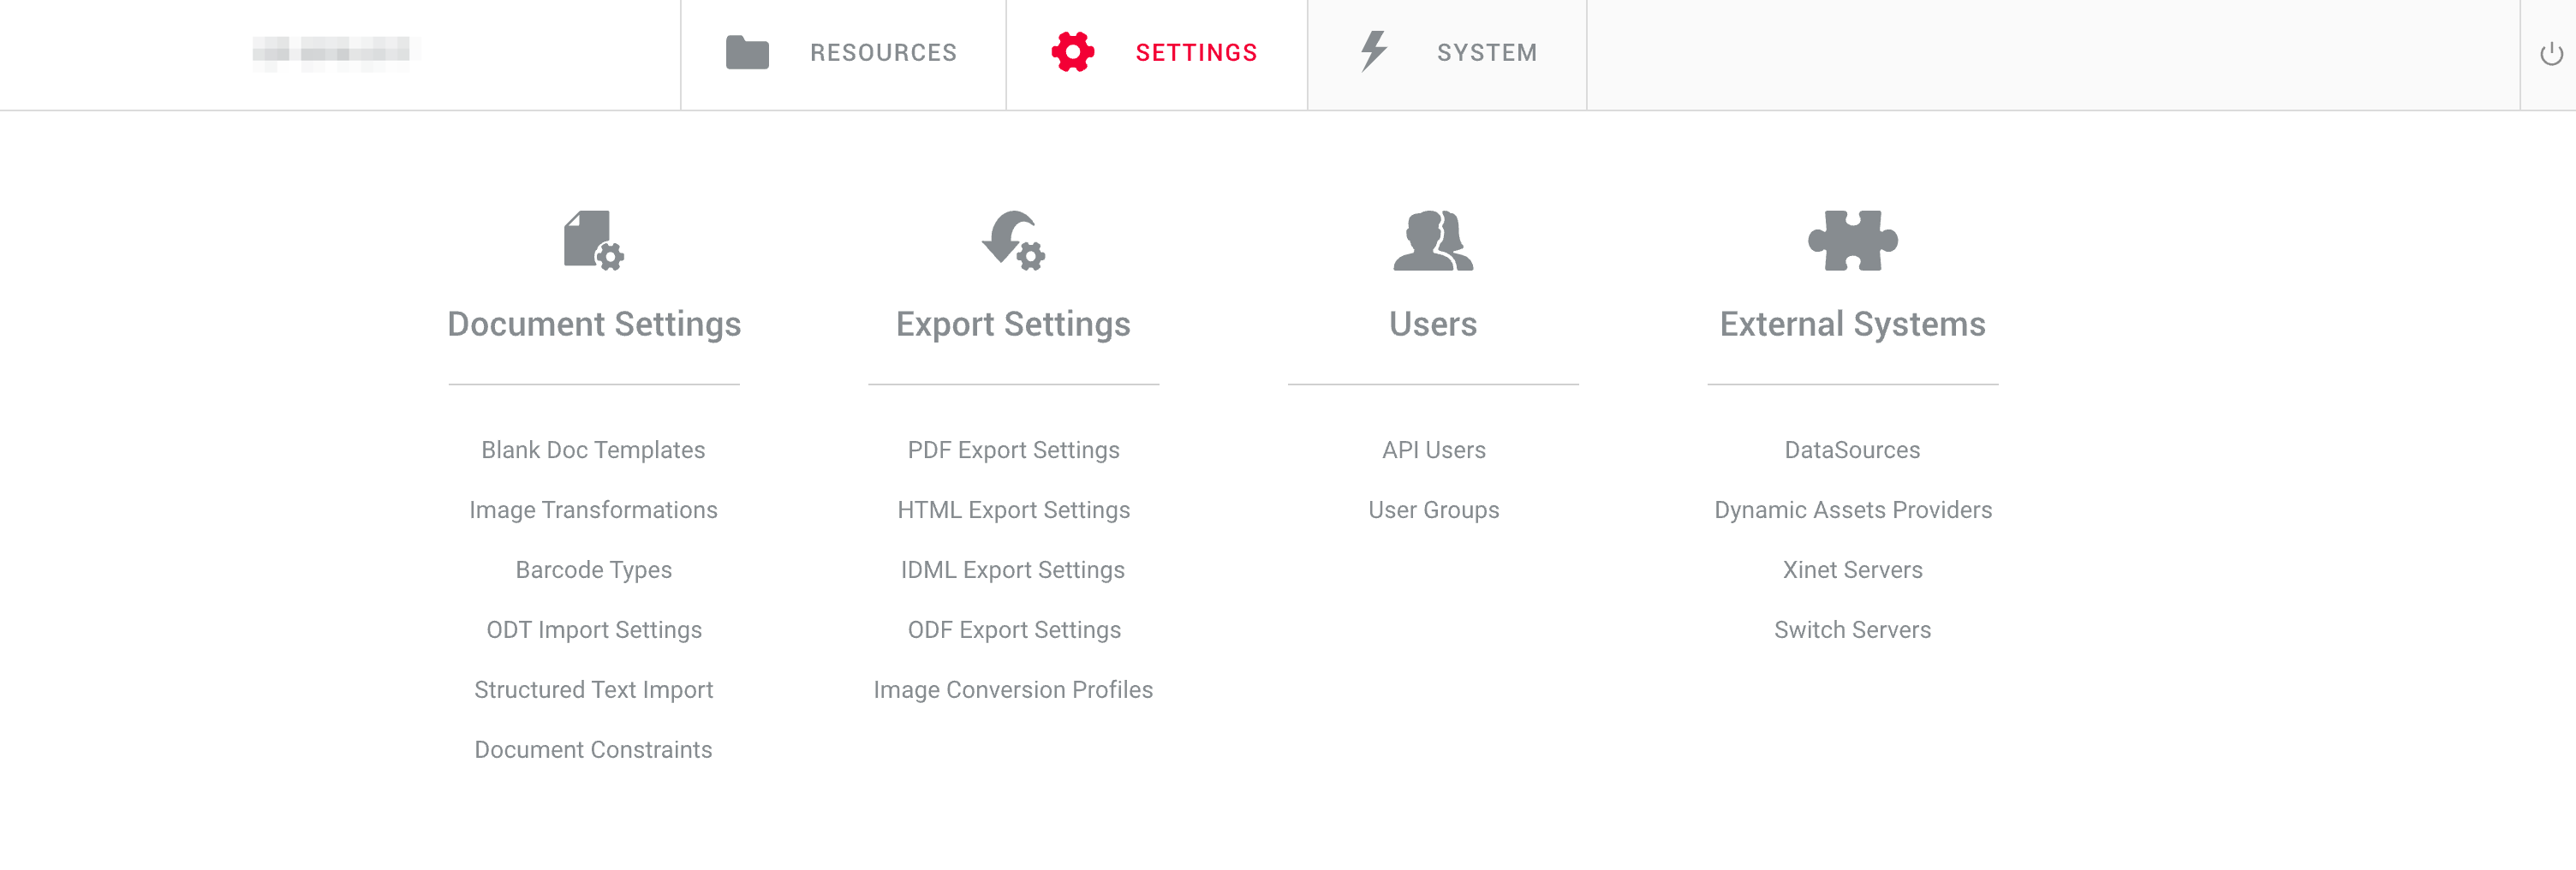 RESOURCES
SETTINGS
SYSTEM
Document Settings
Blank Doc Templates
Image Transformations
Barcode Types
ODT Import Settings
Structured Text Import
Document Constraints
Export Settings
PDF Export Settings
HTML Export Settings
IDML Export Settings
ODF Export Settings
Image Conversion Profiles
Users
API Users
User Groups
External Systems
DataSources
Dynamic Assets Providers
Xinet Servers
Switch Servers